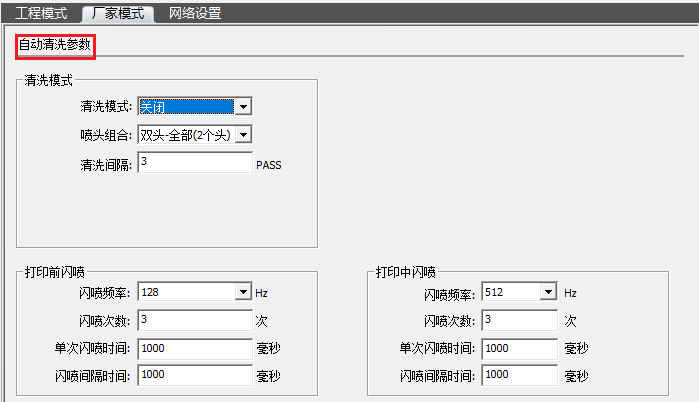 工程模式 厂家模式 网络设置
自动清洗参数
清洗模式
清洗模式: 关闭
喷头组合: 双头-全部(2个头)
清洗间隔: 3 PASS
打印前闪喷
闪喷频率: 128 Hz
闪喷次数: 3 次
单次闪喷时间: 1000 毫秒
闪喷间隔时间: 1000 毫秒
打印中闪喷
闪喷频率: 512 Hz
闪喷次数: 3 次
单次闪喷时间: 1000 毫秒
闪喷间隔时间: 1000 毫秒